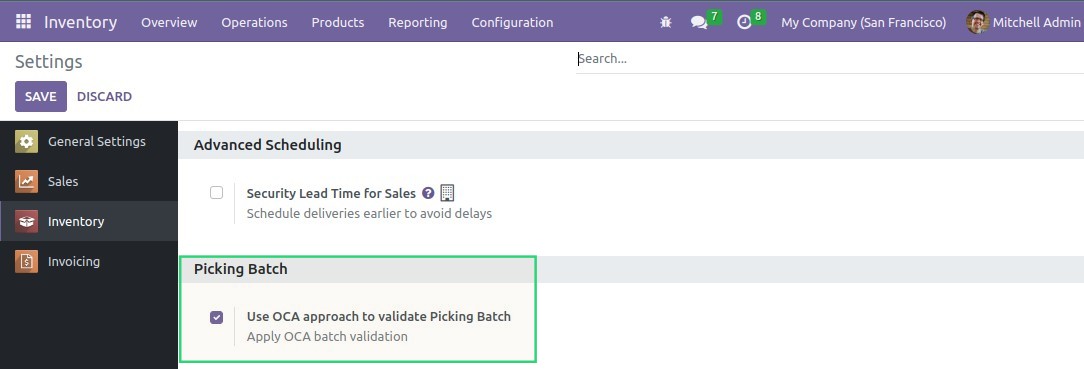 Inventory Overview Operations Products Reporting Configuration 7 8 My Company (San Francisco) Mitchell Admin
Settings Search...
SAVE DISCARD
General Settings
Sales
Inventory
Invoicing
Advanced Scheduling
Security Lead Time for Sales ?
Schedule deliveries earlier to avoid delays
Picking Batch
Use OCA approach to validate Picking Batch
Apply OCA batch validation